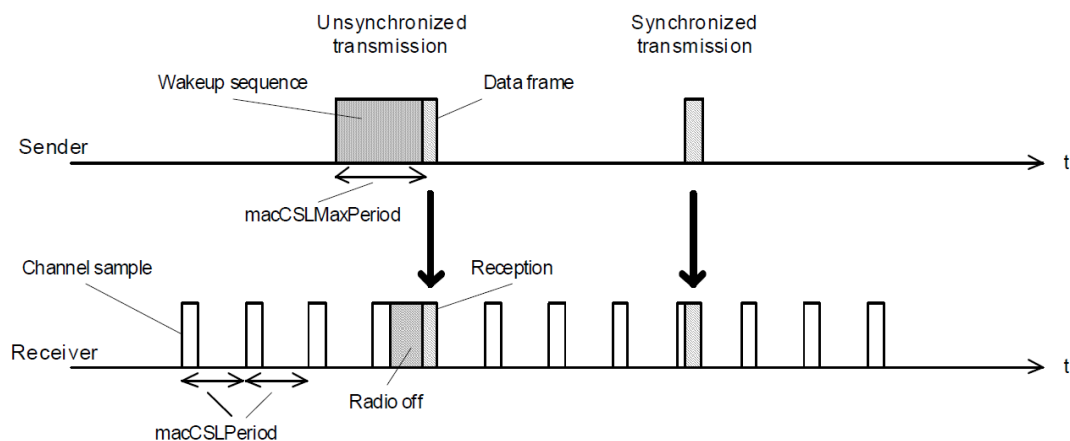 Unsynchronized
transmission
Synchronized
transmission
Wakeup sequence
Data frame
Sender
t
macCSLMaxPeriod
Channel sample
Reception
Receiver
t
Radio off
macCSLPeriod